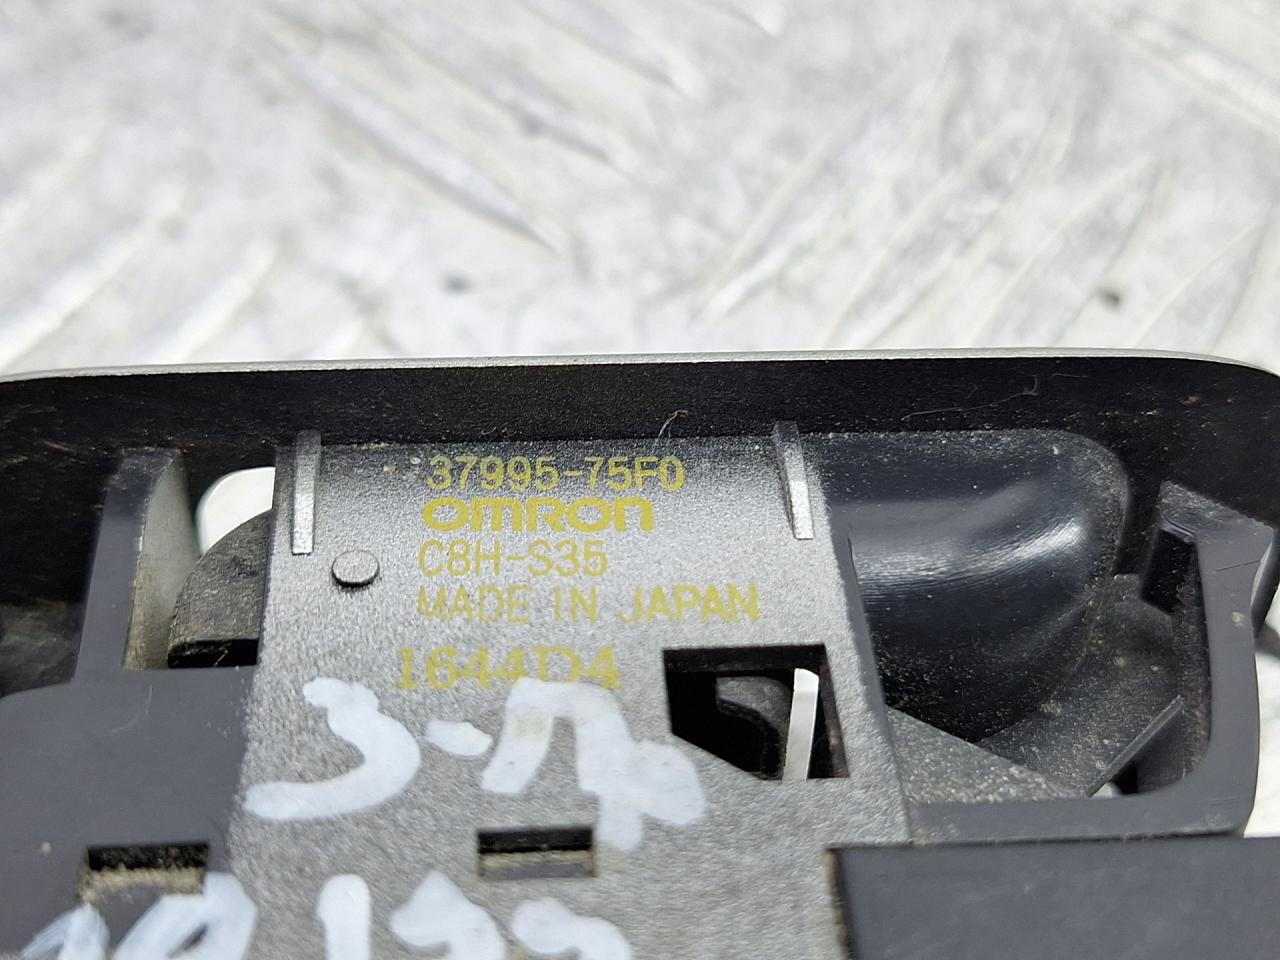 37995-75F0
omron
C8H-S35
MADE IN JAPAN
1644D4